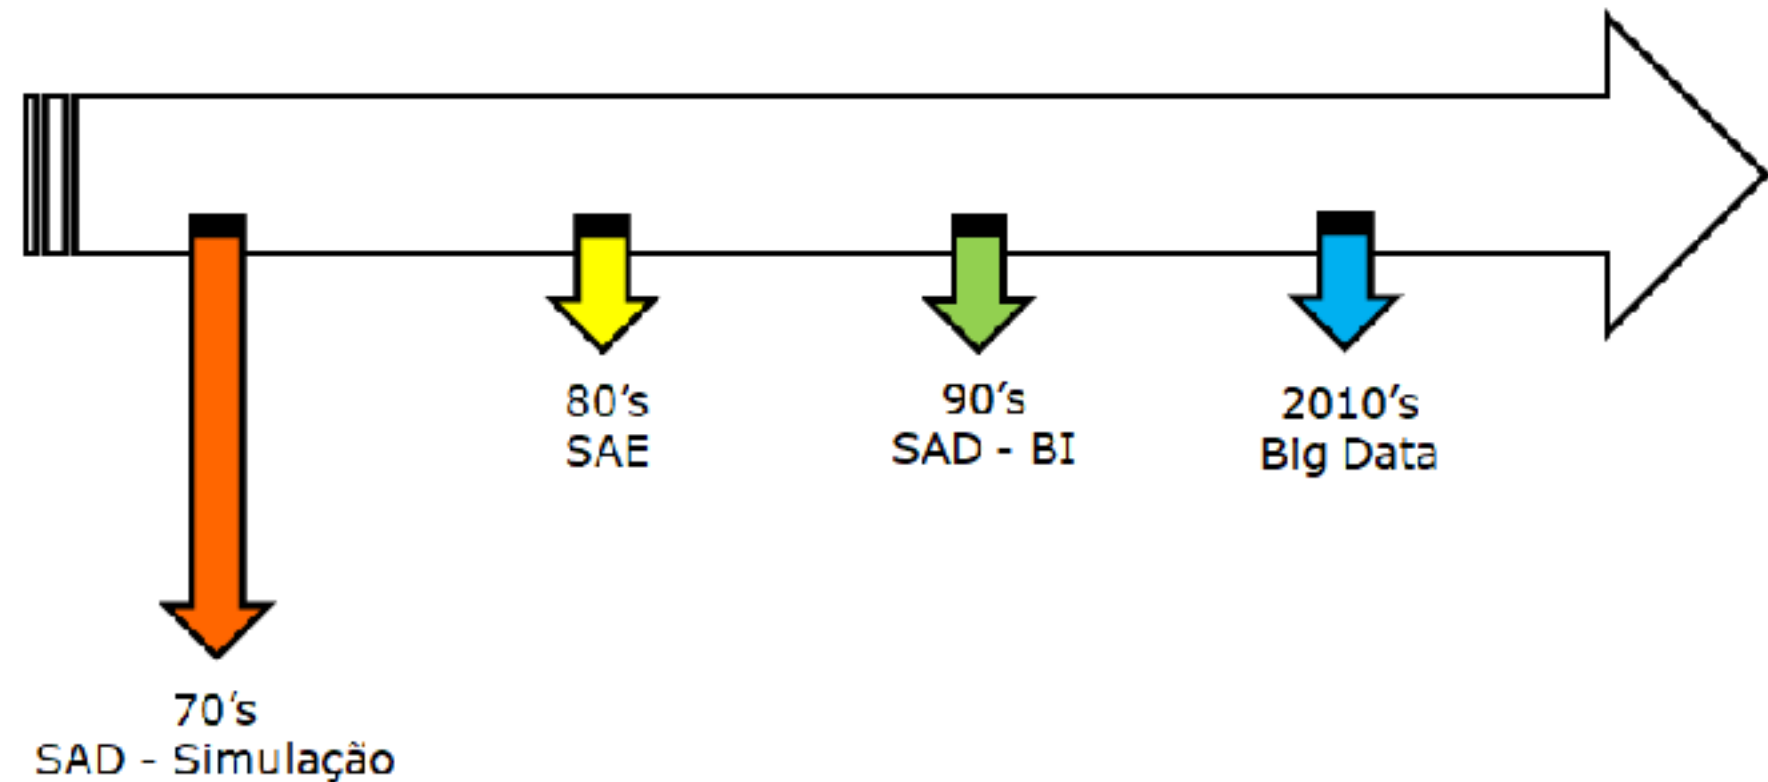 70's
SAD - Simulação
80's
SAE
90's
SAD - BI
2010's
Big Data